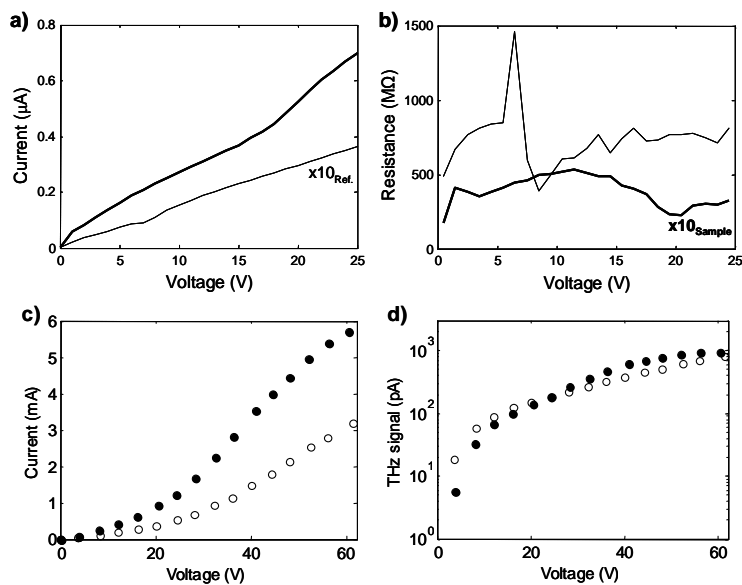 a)
Current (μA)
0.8
0.6
0.4
0.2
0
0
5
10
15
20
25
x10Ref.
Voltage (V)
b)
Resistance (MΩ)
1500
1000
500
0
0
5
10
15
20
25
x10Sample
Voltage (V)
c)
Current (mA)
6
5
4
3
2
1
0
0
20
40
60
Voltage (V)
d)
THz signal (pA)
10³
10²
10¹
10⁰
0
20
40
60
Voltage (V)